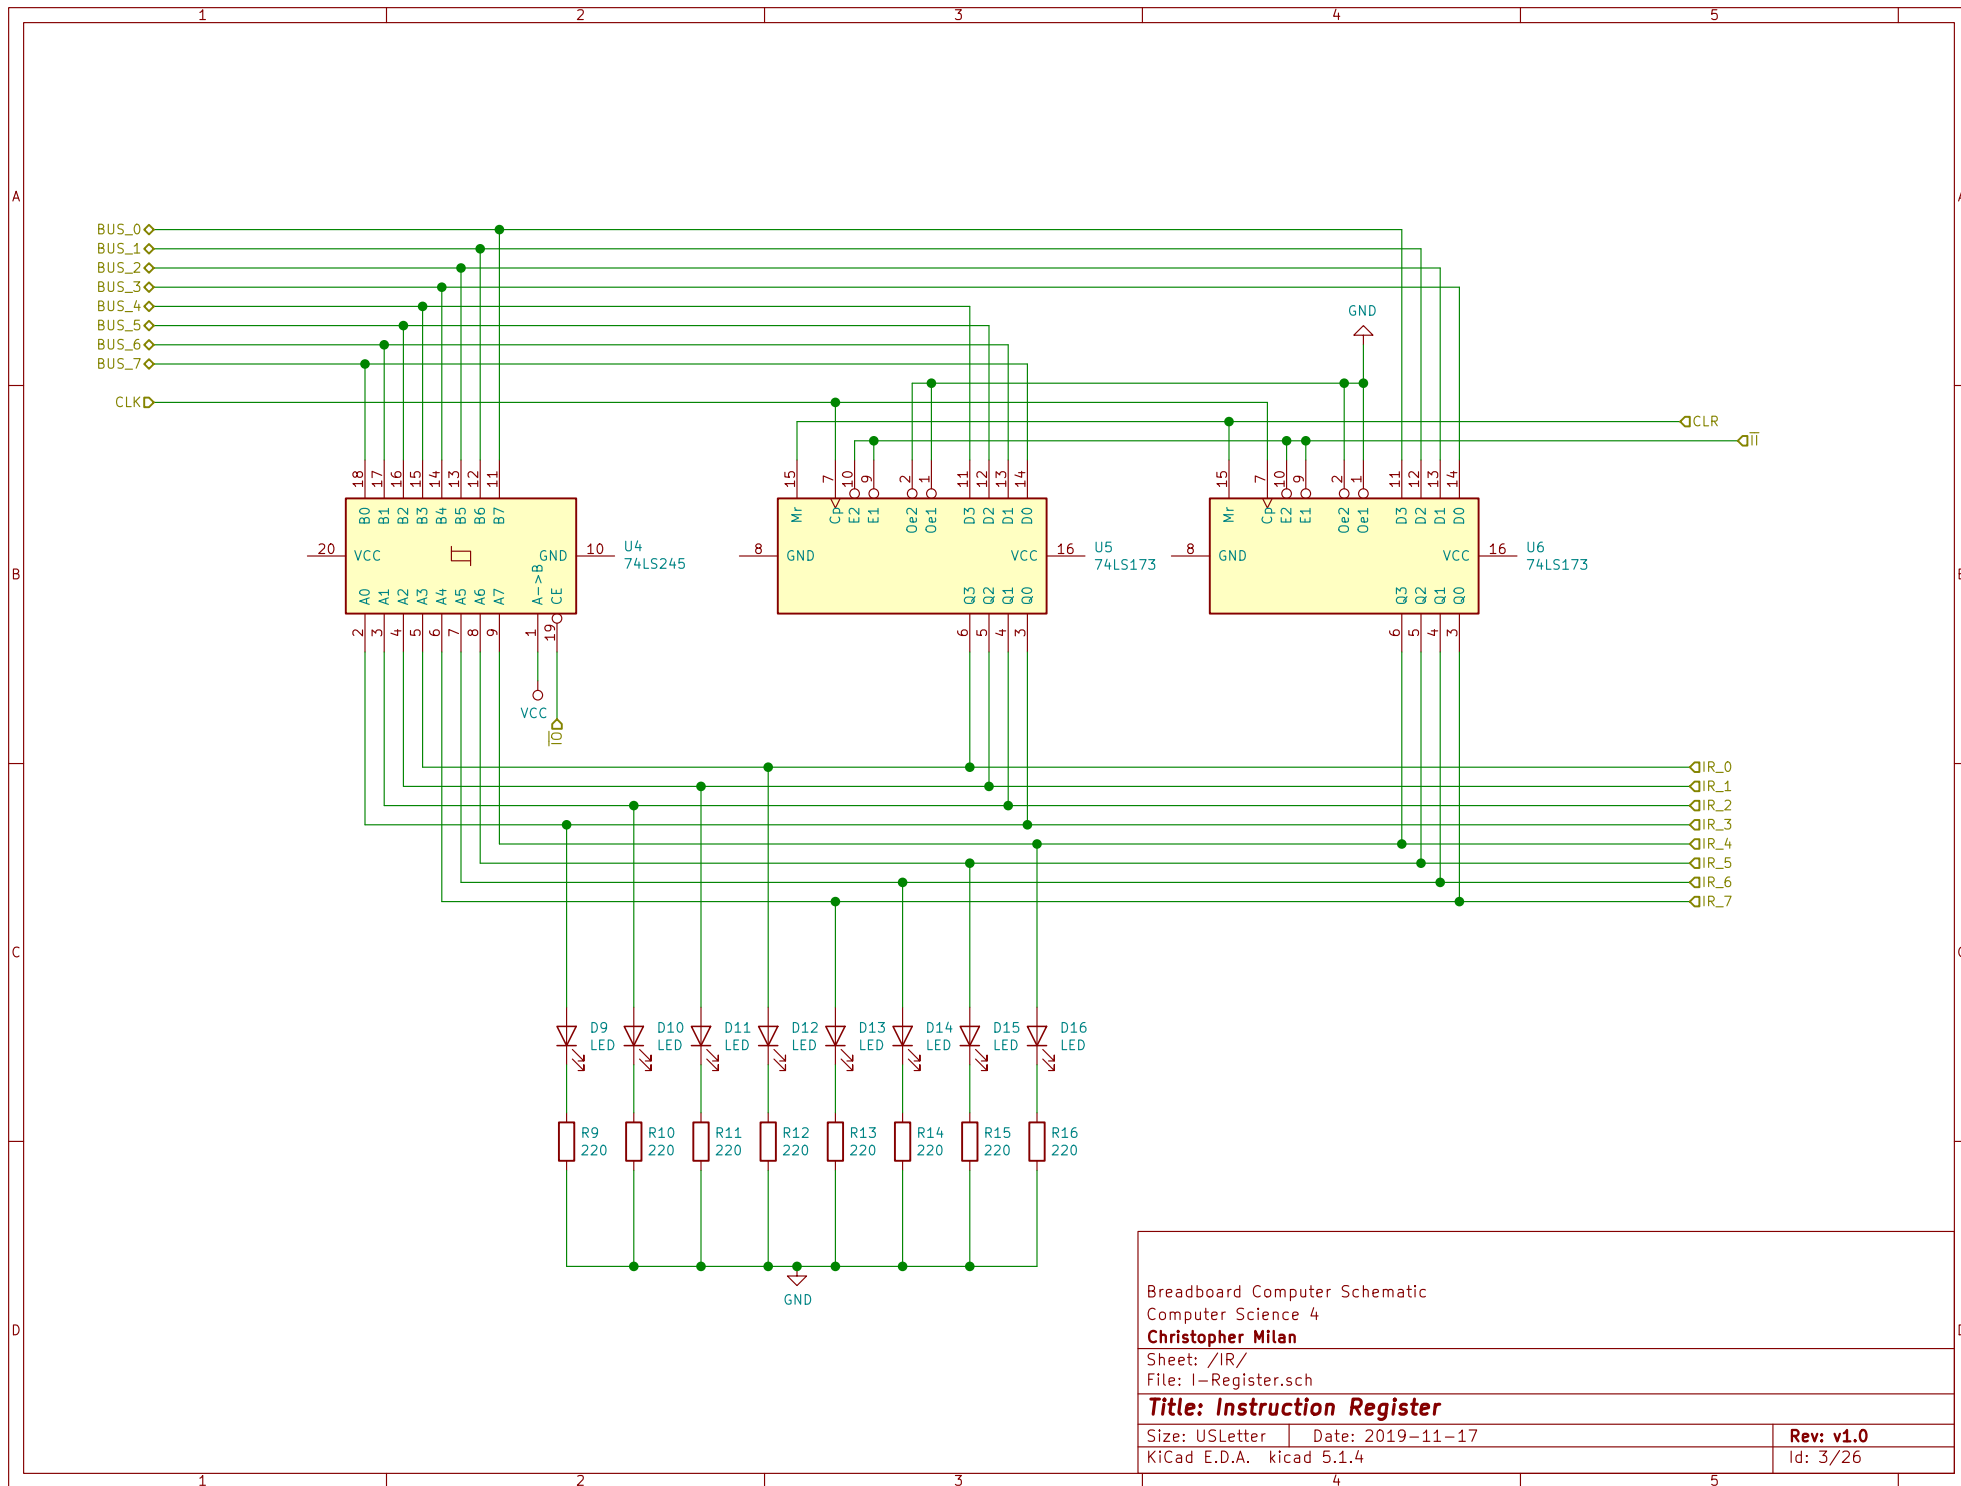 1 2 3 4 5
A
BUS_0
BUS_1
BUS_2
BUS_3
BUS_4
BUS_5
BUS_6
BUS_7
CLK
GND
CLR
II
18 17 16 15 14 13 12 11
15 7 10 9 2 1 11 12 13 14
15 7 10 9 2 1 11 12 13 14
B0 B1 B2 B3 B4 B5 B6 B7
Mr Cp E2 E1 Oe2 Oe1 D3 D2 D1 D0
Mr Cp E2 E1 Oe2 Oe1 D3 D2 D1 D0
B
20 VCC GND 10
U4
74LS245
8 GND VCC 16
U5
74LS173
8 GND VCC 16
U6
74LS173
A0 A1 A2 A3 A4 A5 A6 A7 A->B CE
Q3 Q2 Q1 Q0
Q3 Q2 Q1 Q0
2 3 4 5 6 7 8 9 1 19
6 5 4 3
6 5 4 3
VCC
IO
IR_0
IR_1
IR_2
IR_3
IR_4
IR_5
IR_6
IR_7
C
D9 D10 D11 D12 D13 D14 D15 D16
LED LED LED LED LED LED LED LED
R9 R10 R11 R12 R13 R14 R15 R16
220 220 220 220 220 220 220 220
GND
D
Breadboard Computer Schematic
Computer Science 4
Christopher Milan
Sheet: /IR/
File: I-Register.sch
Title: Instruction Register
Size: USLetter Date: 2019-11-17 Rev: v1.0
KiCad E.D.A. kicad 5.1.4 Id: 3/26
1 2 3 4 5